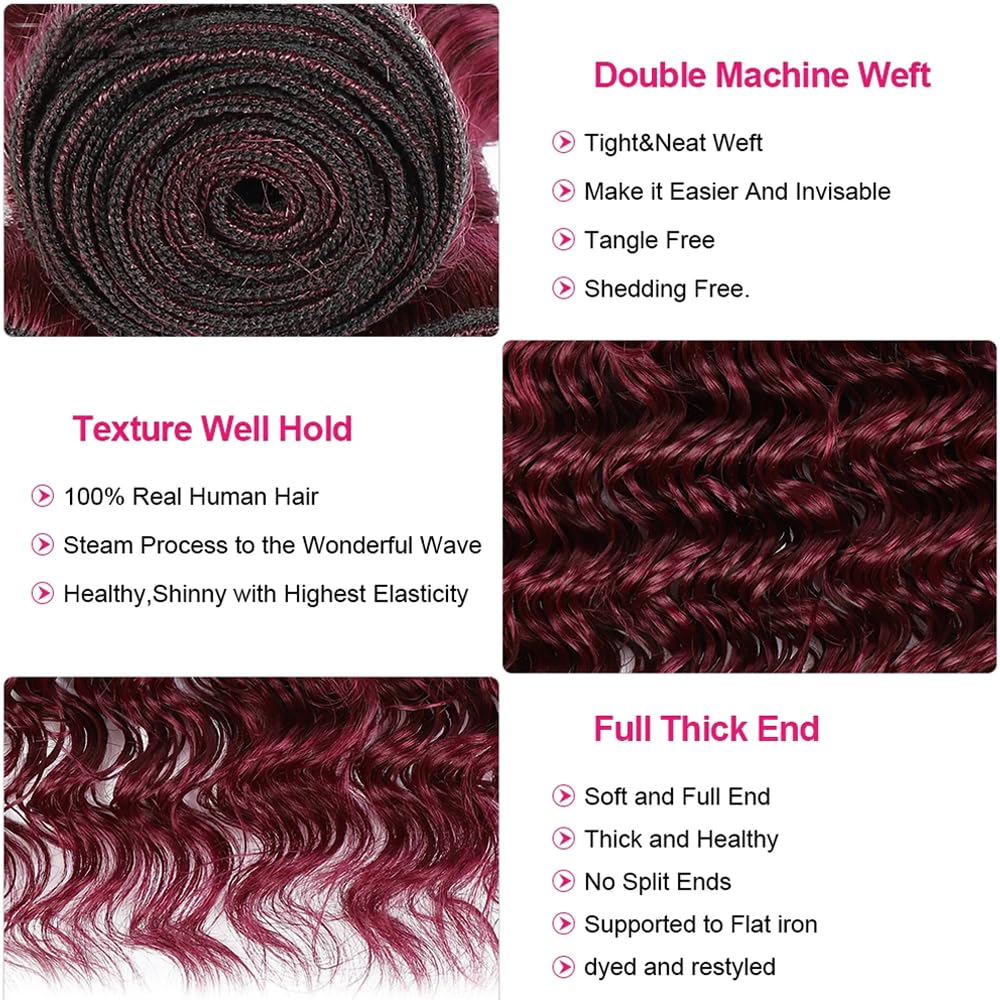 Double Machine Weft
Tight&Neat Weft
Make it Easier And Invisable
Tangle Free
Shedding Free.
Texture Well Hold
100% Real Human Hair
Steam Process to the Wonderful Wave
Healthy,Shinny with Highest Elasticity
Full Thick End
Soft and Full End
Thick and Healthy
No Split Ends
Supported to Flat iron
dyed and restyled